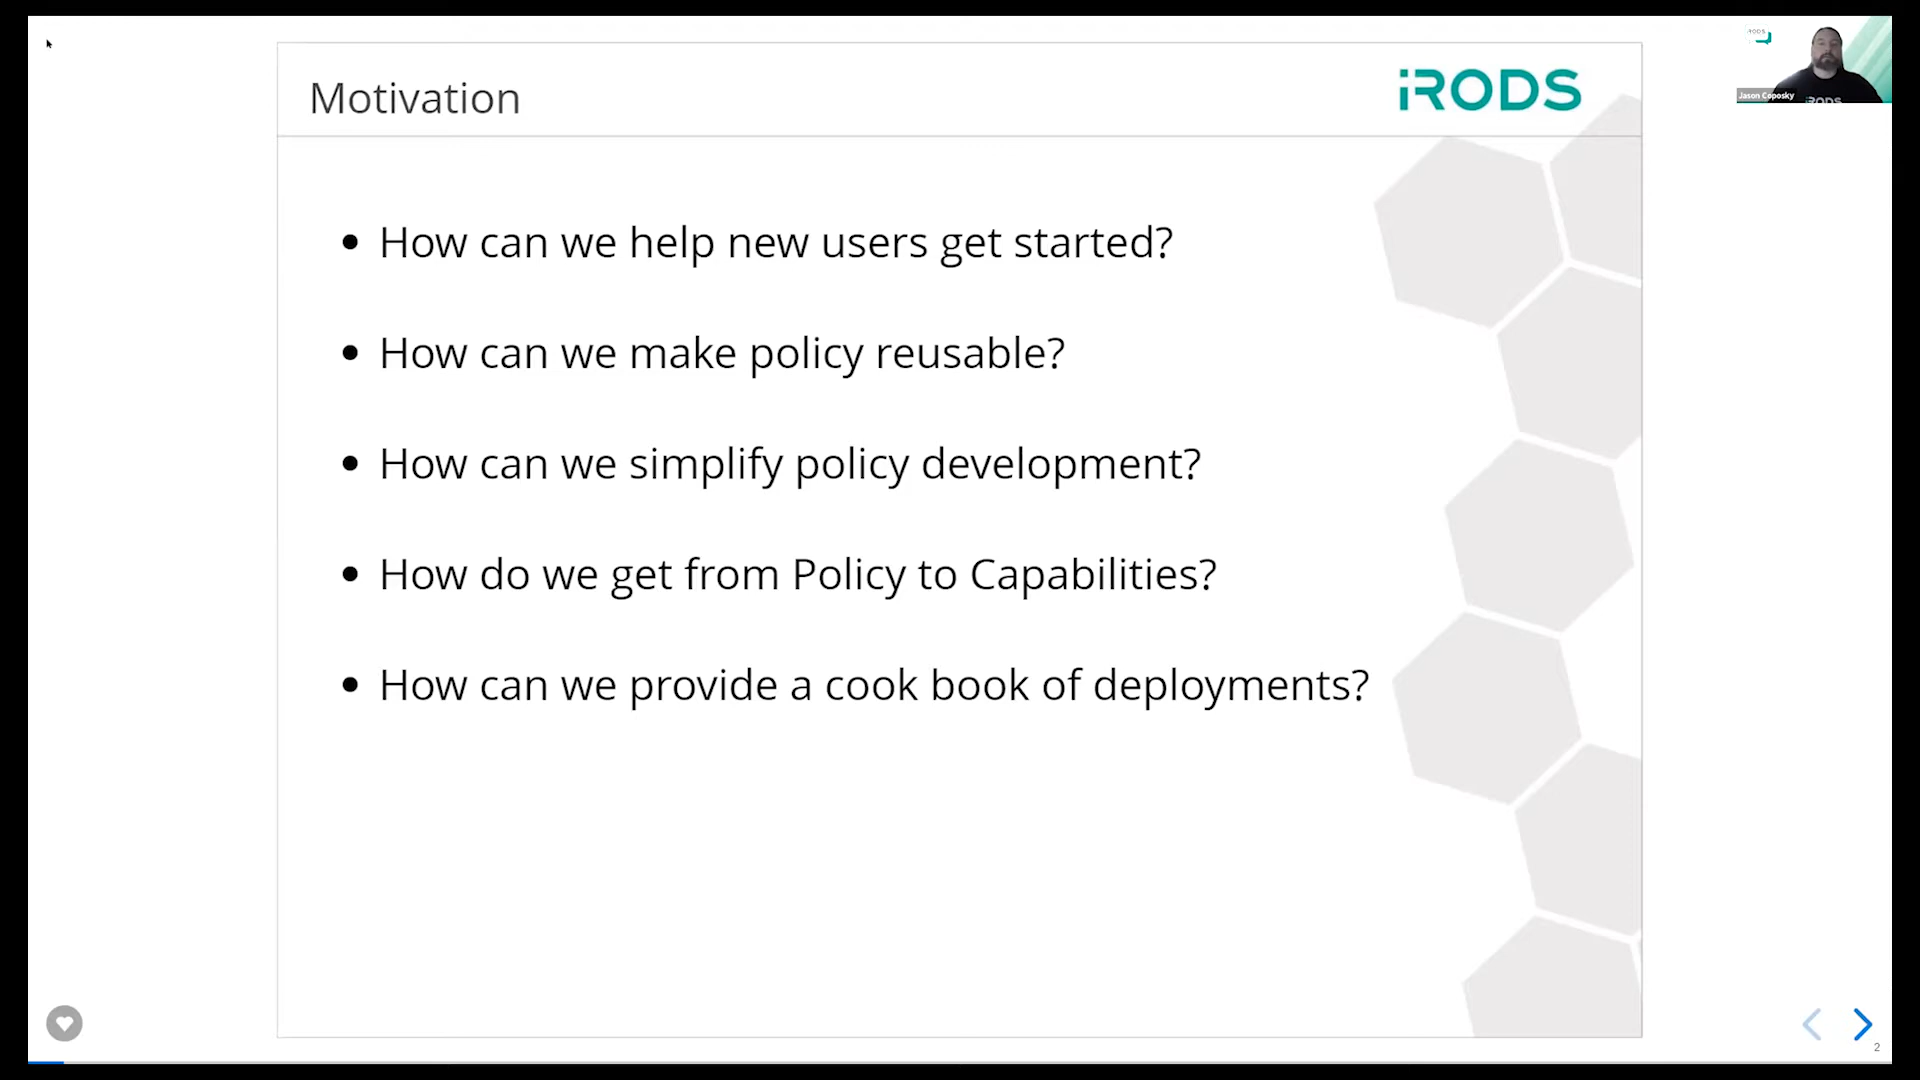 Motivation
iRODS
iRODS
Jason Coposky
iRODS
• How can we help new users get started?
• How can we make policy reusable?
• How can we simplify policy development?
• How do we get from Policy to Capabilities?
• How can we provide a cook book of deployments?
2